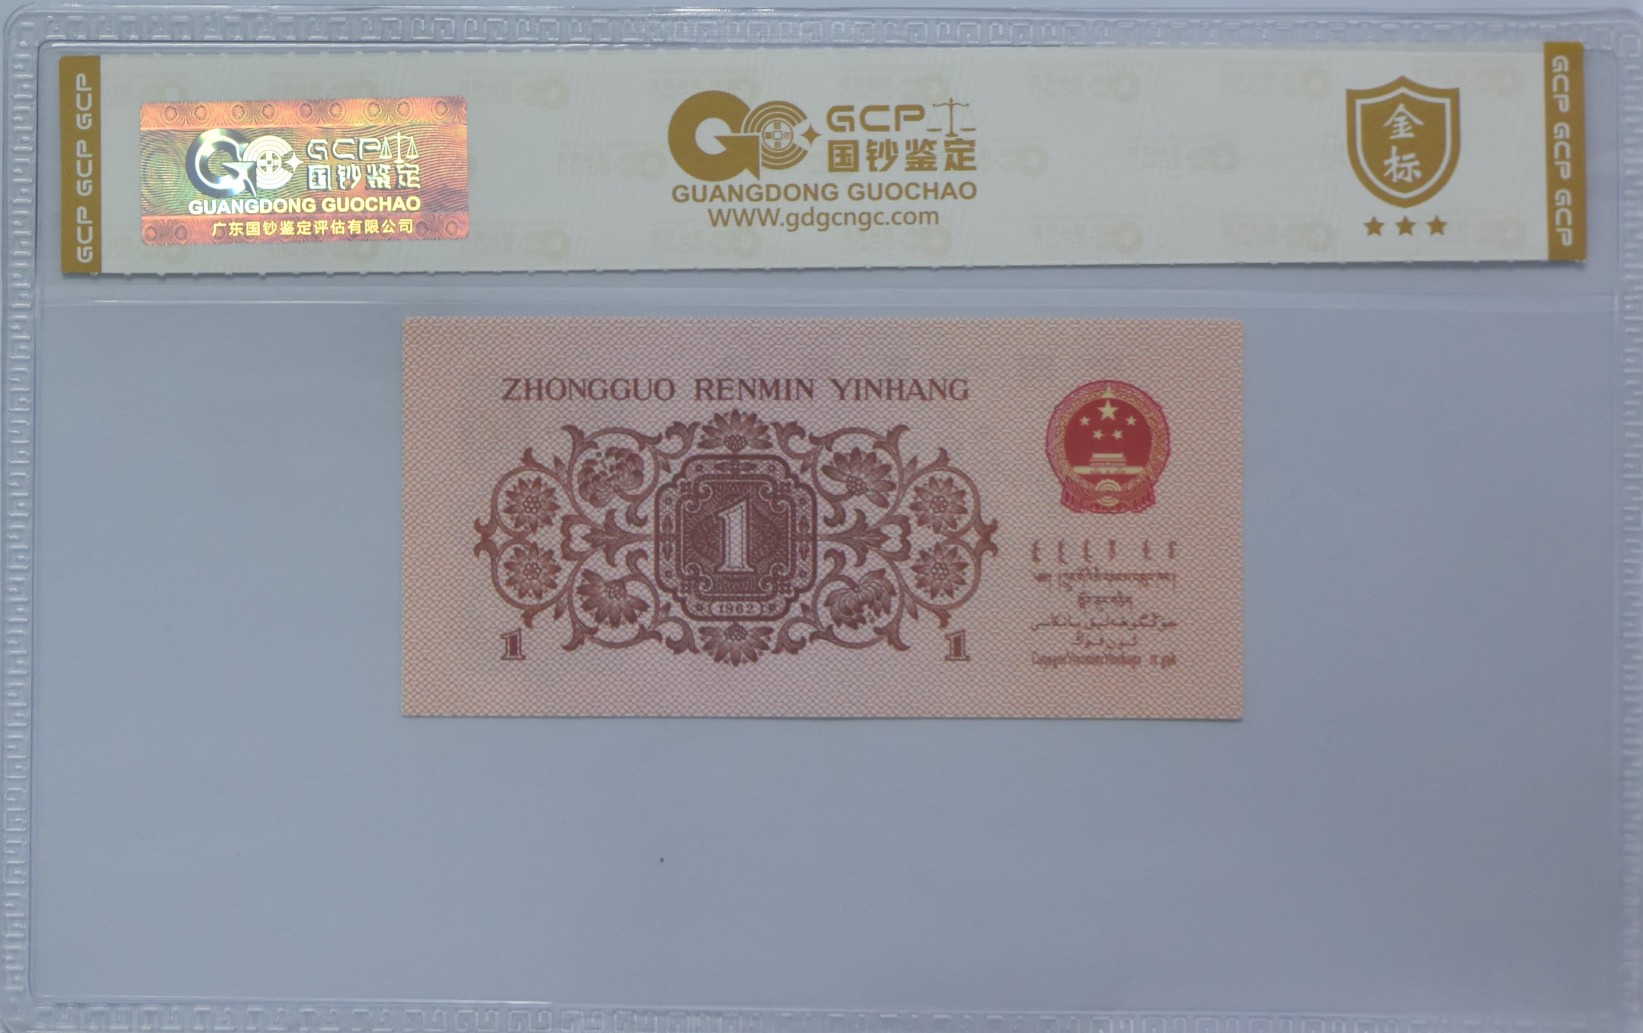 GCP GCP GCP
GCP
国钞鉴定
GUANGDONG GUOCHAO
广东国钞鉴定评估有限公司
GCP
国钞鉴定
GUANGDONG GUOCHAO
WWW.gdgcngc.com
金标
GCP GCP GCP
ZHONGGUO RENMIN YINHANG
1
1962
1
1